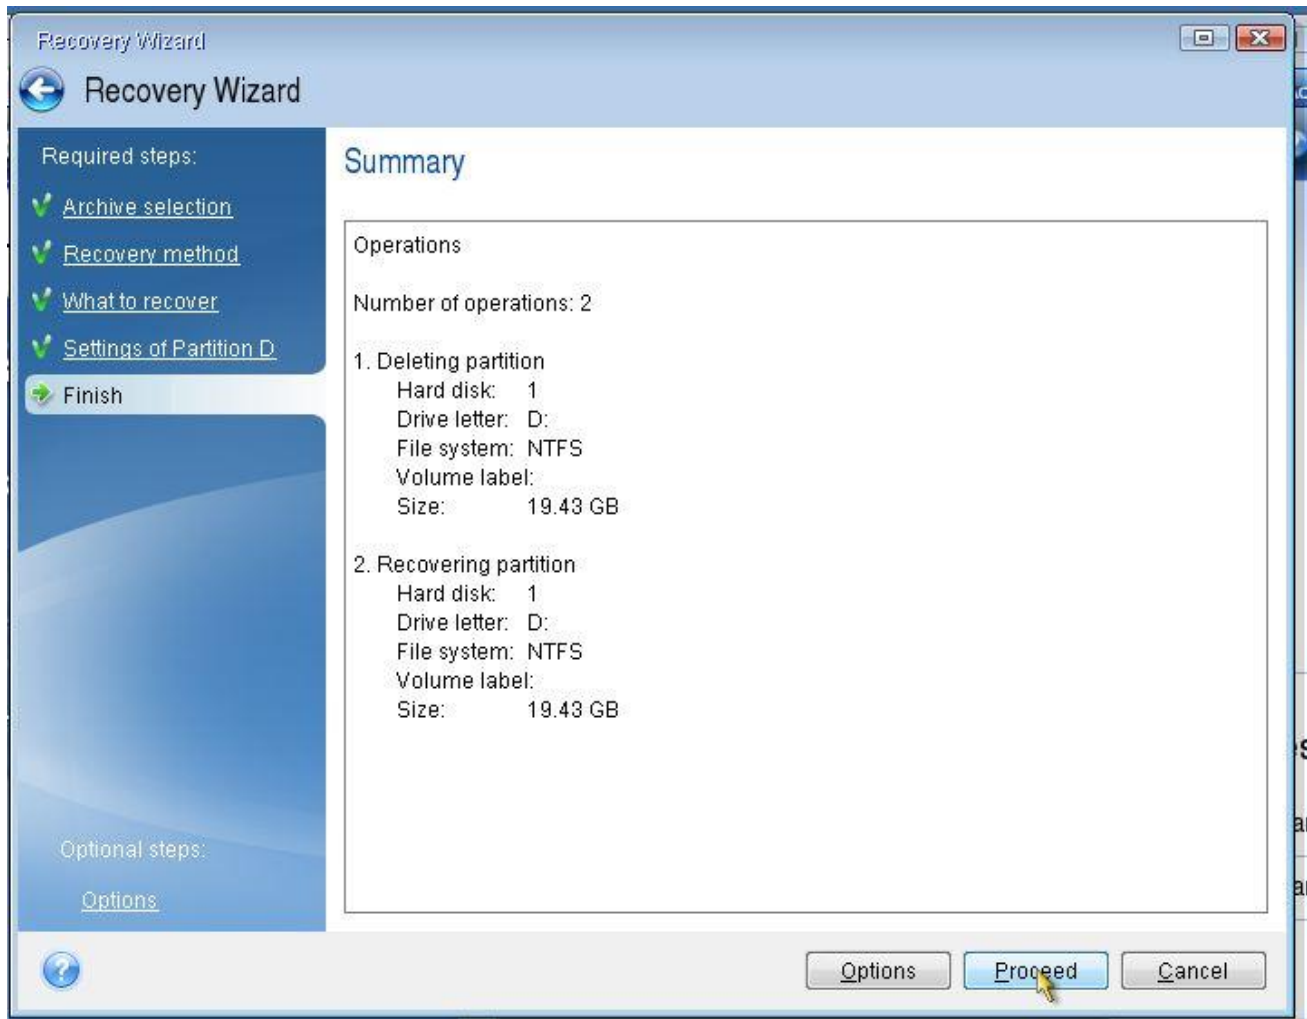 Recovery Wizard
Recovery Wizard
Required steps:
Archive selection
Recovery method
What to recover
Settings of Partition D
Finish
Optional steps:
Options
Summary
Operations
Number of operations: 2
1. Deleting partition
Hard disk: 1
Drive letter: D:
File system: NTFS
Volume label:
Size: 19.43 GB
2. Recovering partition
Hard disk: 1
Drive letter: D:
File system: NTFS
Volume label:
Size: 19.43 GB
Options
Proceed
Cancel